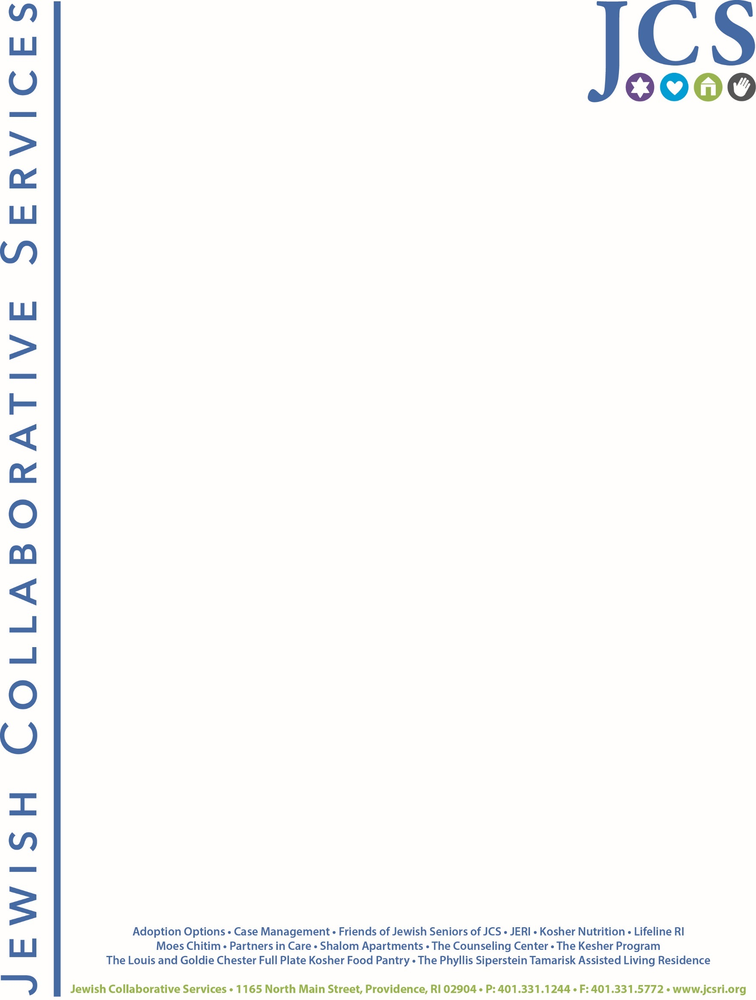 JEWISH COLLABORATIVE SERVICES
JCS
Adoption Options • Case Management • Friends of Jewish Seniors of JCS • JERI • Kosher Nutrition • Lifeline RI
Moes Chitim • Partners in Care • Shalom Apartments • The Counseling Center • The Kesher Program
The Louis and Goldie Chester Full Plate Kosher Food Pantry • The Phyllis Siperstein Tamarisk Assisted Living Residence
Jewish Collaborative Services • 1165 North Main Street, Providence, RI 02904 • P: 401.331.1244 • F: 401.331.5772 • www.jcsri.org